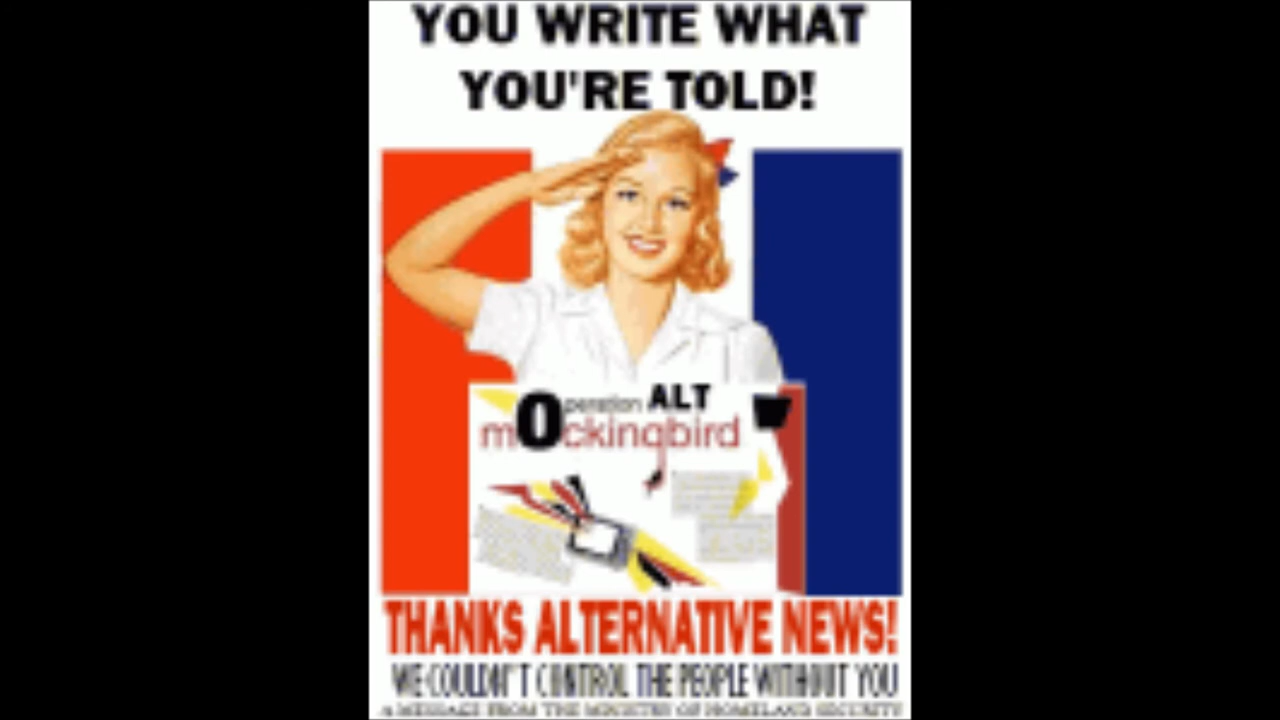 YOU WRITE WHAT
YOU'RE TOLD!
Operation ALT
mOckingbird
THANKS ALTERNATIVE NEWS!
WE COULDN'T CONTROL THE PEOPLE WITHOUT YOU
A MESSAGE FROM THE MINISTRY OF HOMELAND SECURITY